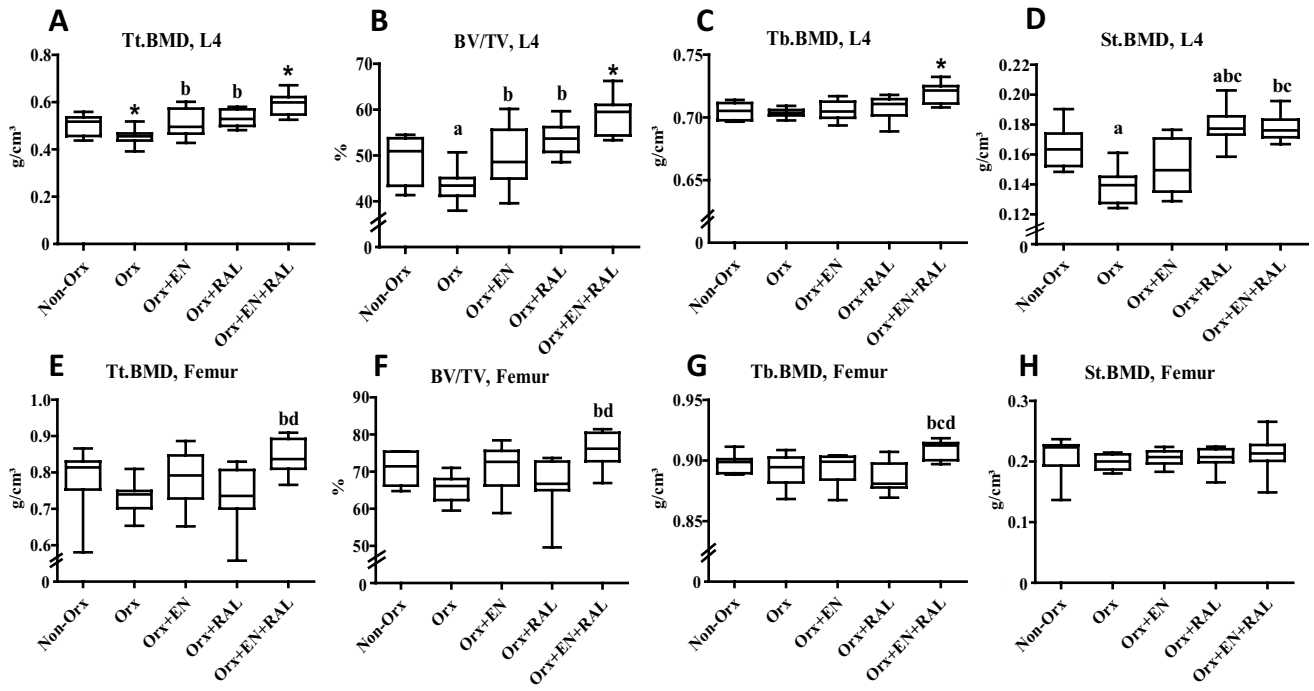 A
Tt.BMD, L4
g/cm³
0.8
0.6
0.4
0.2
0
*
b
b
*
Non-Orx
Orx
Orx+EN
Orx+RAL
Orx+EN+RAL
B
BV/TV, L4
%
70
60
50
40
0
a
b
b
*
Non-Orx
Orx
Orx+EN
Orx+RAL
Orx+EN+RAL
C
Tb.BMD, L4
g/cm³
0.75
0.70
0.65
0
*
Non-Orx
Orx
Orx+EN
Orx+RAL
Orx+EN+RAL
D
St.BMD, L4
g/cm³
0.22
0.20
0.18
0.16
0.14
0.12
0
a
abc
bc
Non-Orx
Orx
Orx+EN
Orx+RAL
Orx+EN+RAL
E
Tt.BMD, Femur
g/cm³
1.0
0.9
0.8
0.7
0.6
0
bd
Non-Orx
Orx
Orx+EN
Orx+RAL
Orx+EN+RAL
F
BV/TV, Femur
%
90
80
70
60
50
0
bd
Non-Orx
Orx
Orx+EN
Orx+RAL
Orx+EN+RAL
G
Tb.BMD, Femur
g/cm³
0.95
0.90
0.85
0
bcd
Non-Orx
Orx
Orx+EN
Orx+RAL
Orx+EN+RAL
H
St.BMD, Femur
g/cm³
0.3
0.2
0.1
0
Non-Orx
Orx
Orx+EN
Orx+RAL
Orx+EN+RAL